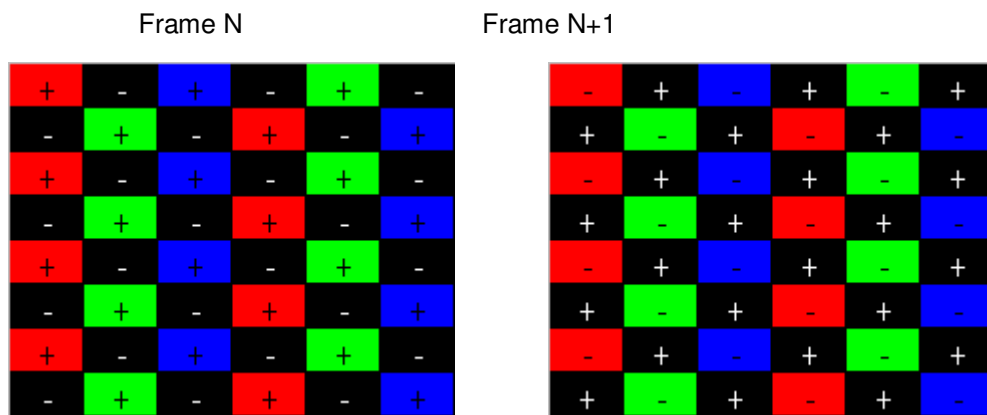 Frame N Frame N+1
+ - + - + - - + - + - +
- + - + - + + - + - + -
+ - + - + - - + - + - +
- + - + - + + - + - + -
+ - + - + - - + - + - +
- + - + - + + - + - + -
+ - + - + - - + - + - +
- + - + - + + - + - + -